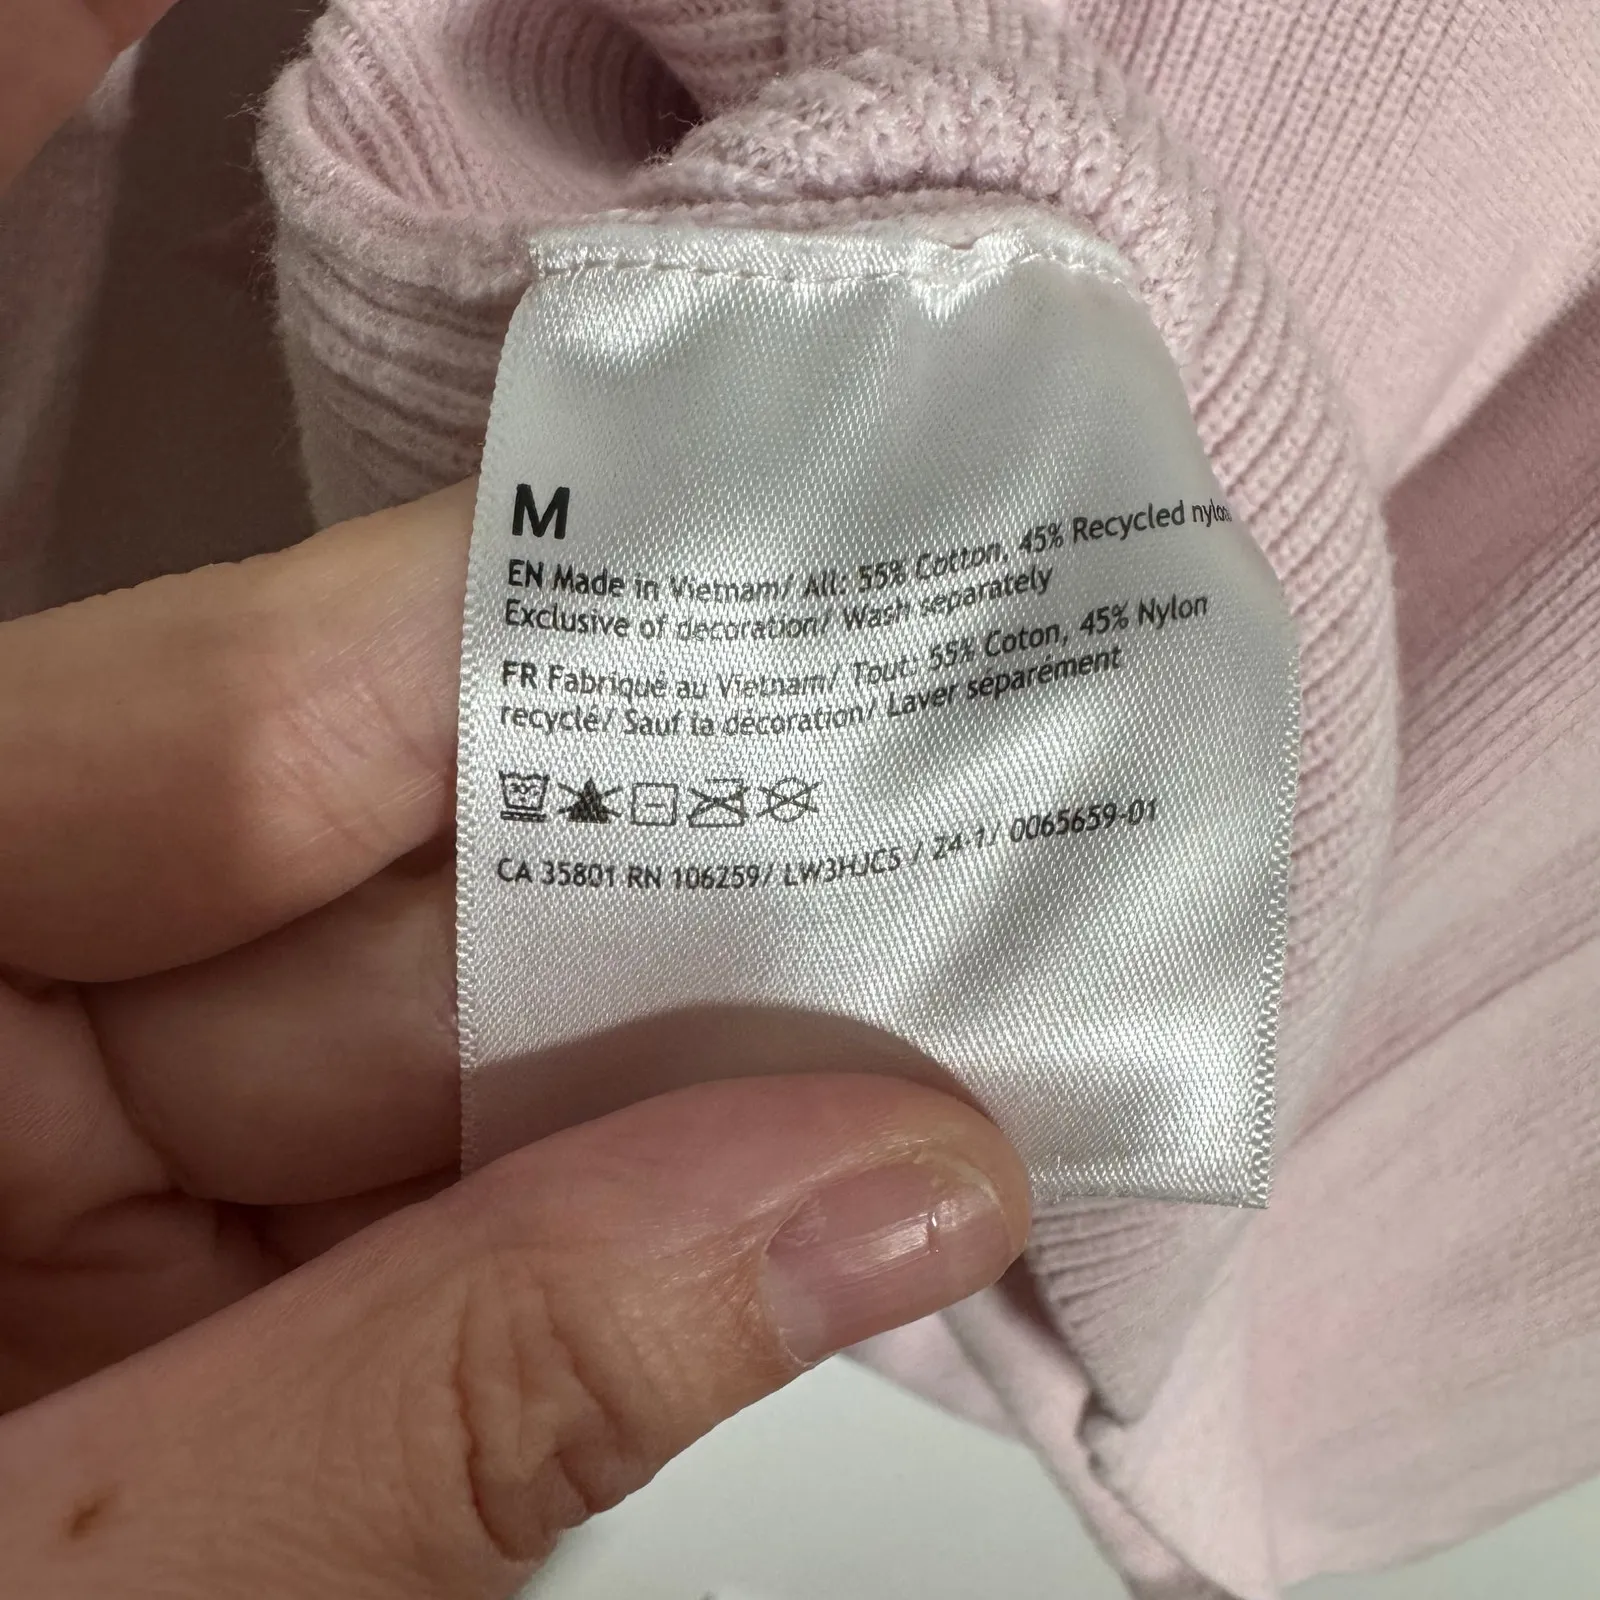 M
EN Made in Vietnam/ All: 55% Cotton, 45% Recycled nylon
Exclusive of decoration/ Wash separately
FR Fabriqué au Vietnam/ Tout: 55% Coton, 45% Nylon
recyclé/ Sauf la décoration/ Laver séparément
30°C
CA 35801 RN 106259/ LW3HJCS / 24-1/ 0065659-01